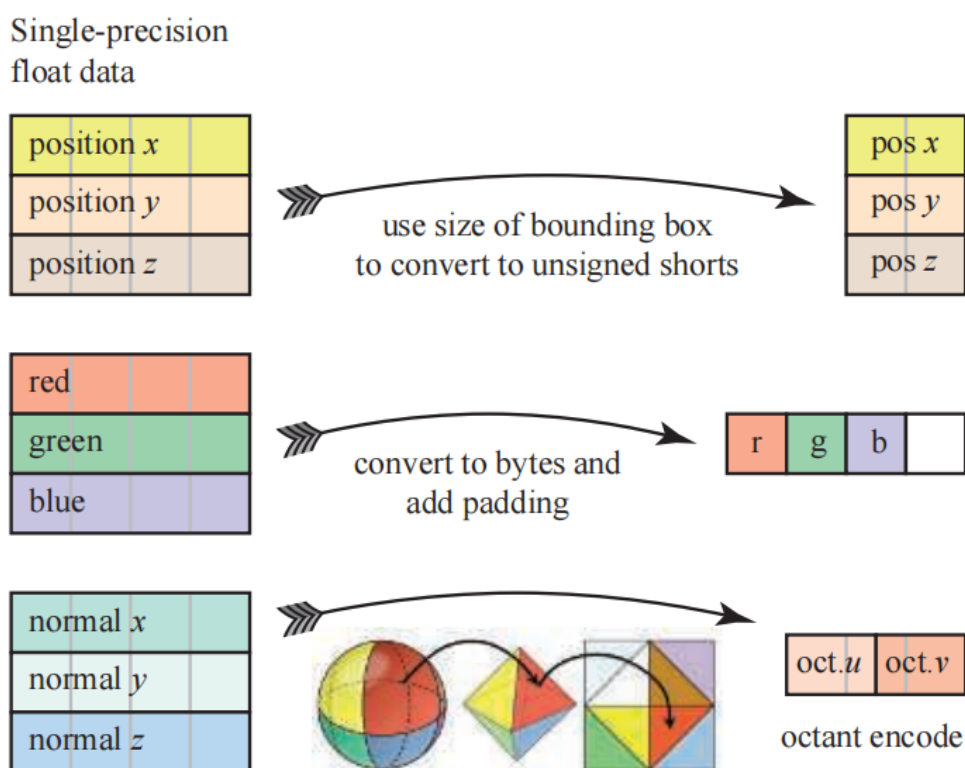 Single-precision
float data
position x
position y
position z
use size of bounding box
to convert to unsigned shorts
pos x
pos y
pos z
red
green
blue
convert to bytes and
add padding
r g b
normal x
normal y
normal z
oct.u oct.v
octant encode